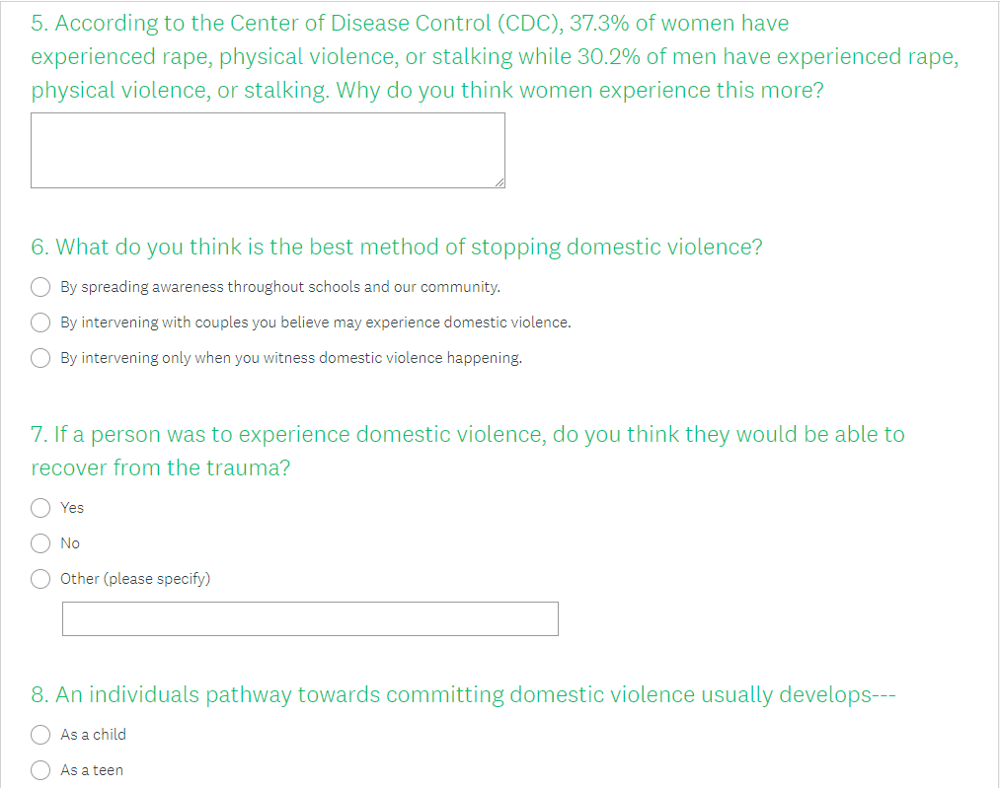 5. According to the Center of Disease Control (CDC), 37.3% of women have
experienced rape, physical violence, or stalking while 30.2% of men have experienced rape,
physical violence, or stalking. Why do you think women experience this more?
6. What do you think is the best method of stopping domestic violence?
By spreading awareness throughout schools and our community.
By intervening with couples you believe may experience domestic violence.
By intervening only when you witness domestic violence happening.
7. If a person was to experience domestic violence, do you think they would be able to
recover from the trauma?
Yes
No
Other (please specify)
8. An individuals pathway towards committing domestic violence usually develops---
As a child
As a teen